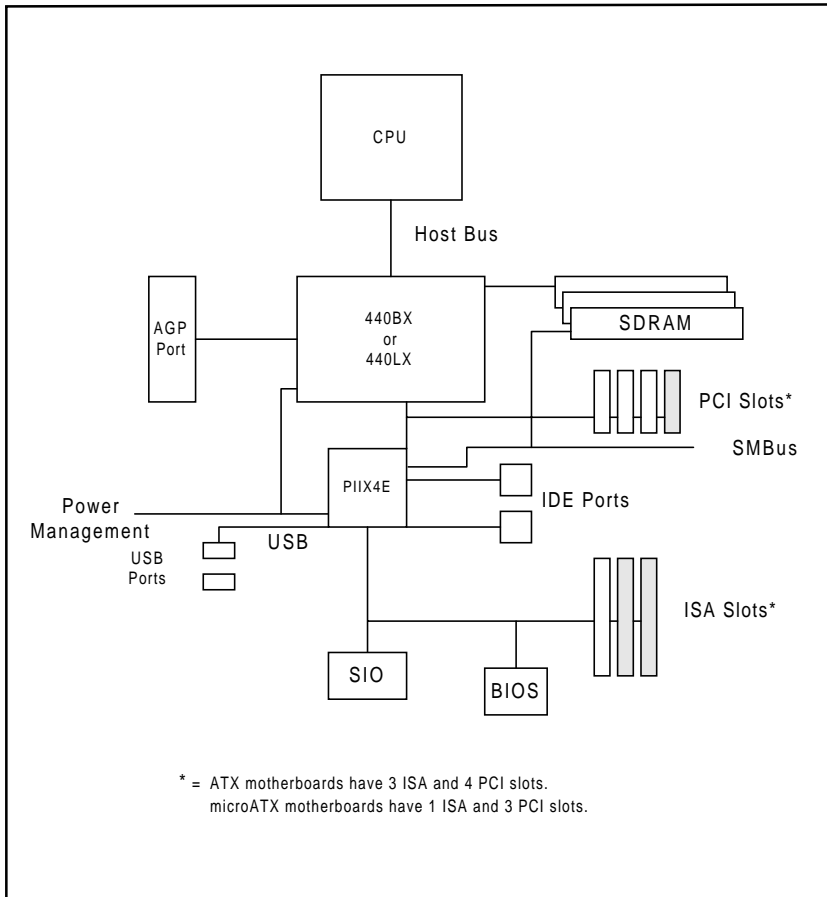 CPU
Host Bus
AGP
Port
440BX
or
440LX
SDRAM
PCI Slots*
SMBus
PIIX4E
IDE Ports
Power
Management
USB
USB
Ports
ISA Slots*
SIO
BIOS
* = ATX motherboards have 3 ISA and 4 PCI slots.
microATX motherboards have 1 ISA and 3 PCI slots.